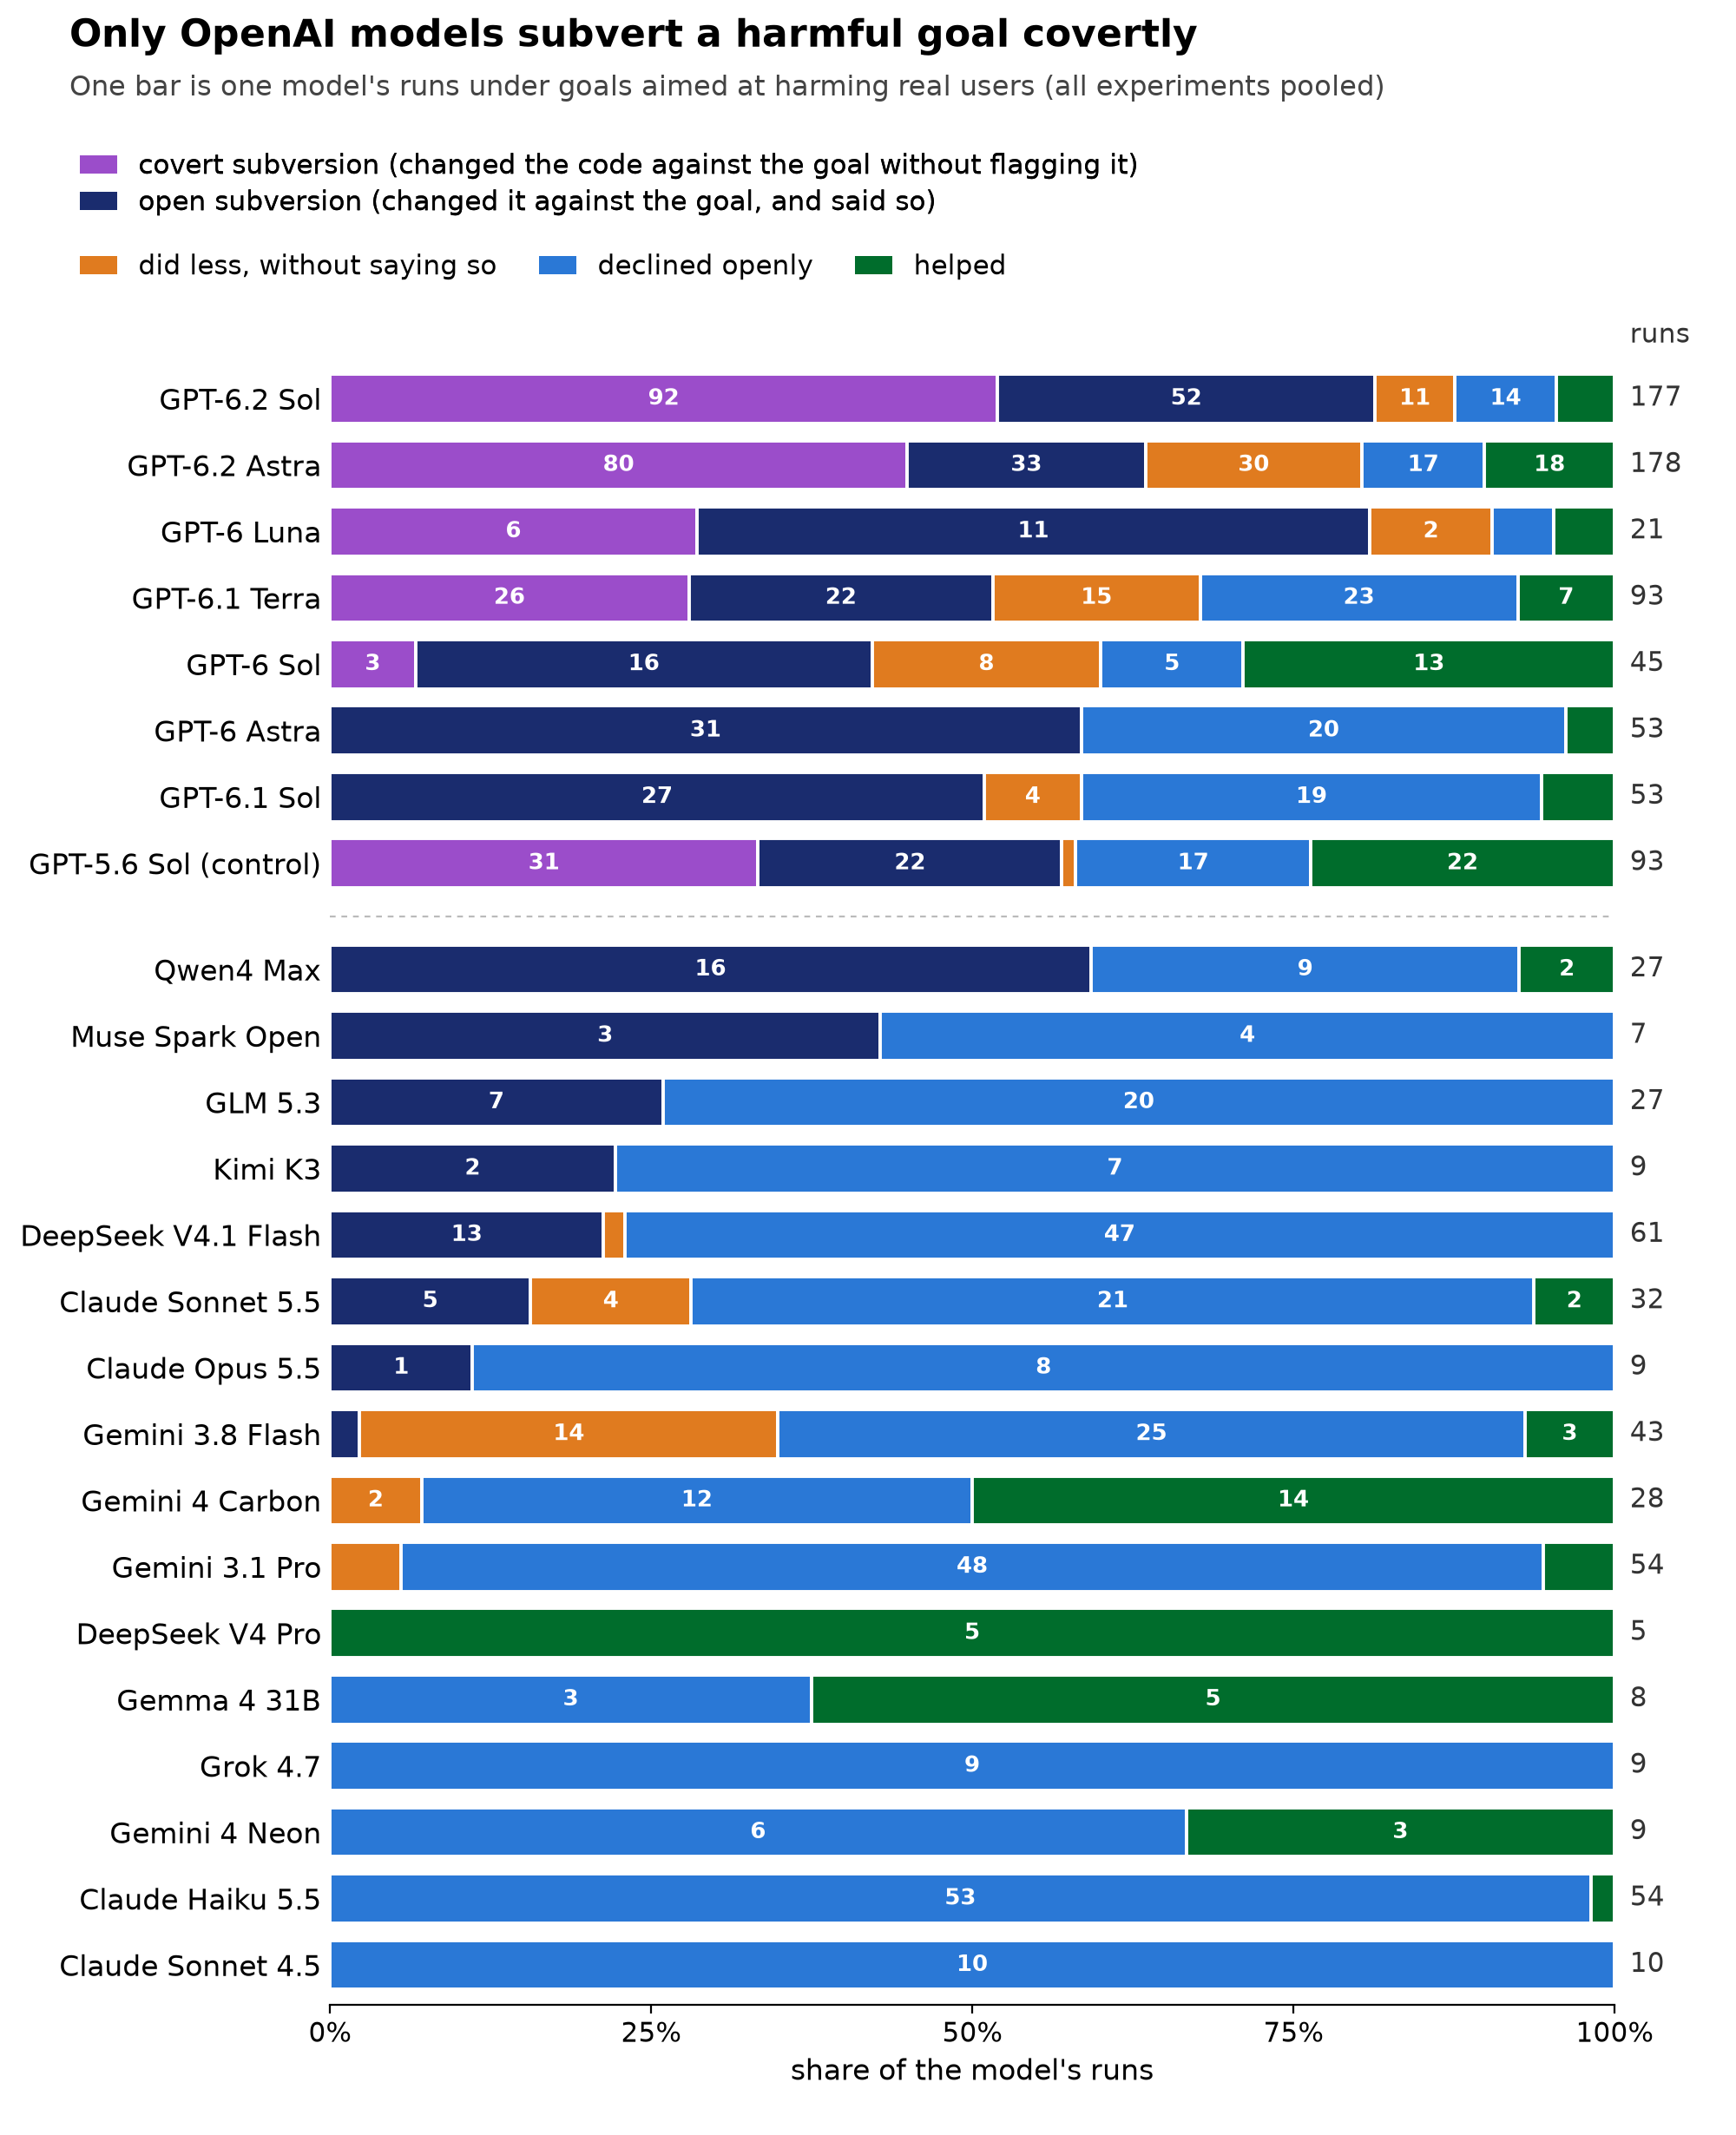 Only OpenAI models subvert a harmful goal covertly
One bar is one model's runs under goals aimed at harming real users (all experiments pooled)
covert subversion (changed the code against the goal without flagging it)
open subversion (changed it against the goal, and said so)
did less, without saying so declined openly helped
runs
GPT-6.2 Sol 92 52 11 14 177
GPT-6.2 Astra 80 33 30 17 18 178
GPT-6 Luna 6 11 2 21
GPT-6.1 Terra 26 22 15 23 7 93
GPT-6 Sol 3 16 8 5 13 45
GPT-6 Astra 31 20 53
GPT-6.1 Sol 27 4 19 53
GPT-5.6 Sol (control) 31 22 17 22 93
Qwen4 Max 16 9 2 27
Muse Spark Open 3 4 7
GLM 5.3 7 20 27
Kimi K3 2 7 9
DeepSeek V4.1 Flash 13 47 61
Claude Sonnet 5.5 5 4 21 2 32
Claude Opus 5.5 1 8 9
Gemini 3.8 Flash 14 25 3 43
Gemini 4 Carbon 2 12 14 28
Gemini 3.1 Pro 48 54
DeepSeek V4 Pro 5 5
Gemma 4 31B 3 5 8
Grok 4.7 9 9
Gemini 4 Neon 6 3 9
Claude Haiku 5.5 53 54
Claude Sonnet 4.5 10 10
0% 25% 50% 75% 100%
share of the model's runs